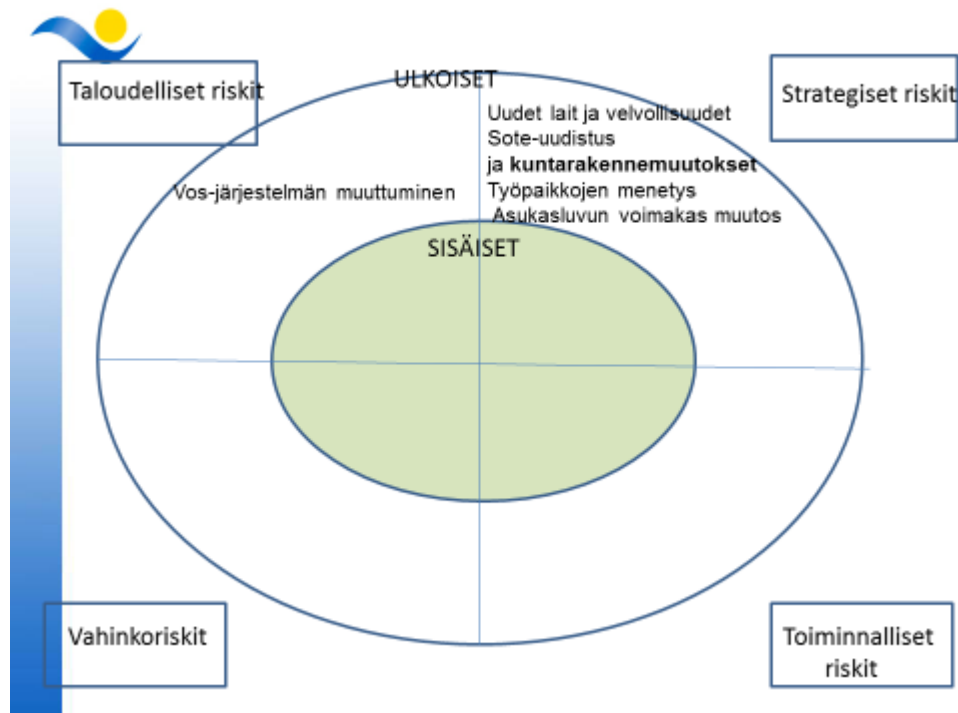 Taloudelliset riskit
ULKOISET
Strategiset riskit
Uudet lait ja velvollisuudet
Sote-uudistus
ja kuntarakennemuutokset
Vos-järjestelmän muuttuminen
Työpaikkojen menetys
Asukasluvun voimakas muutos
SISÄISET
Vahinkoriskit
Toiminnalliset
riskit